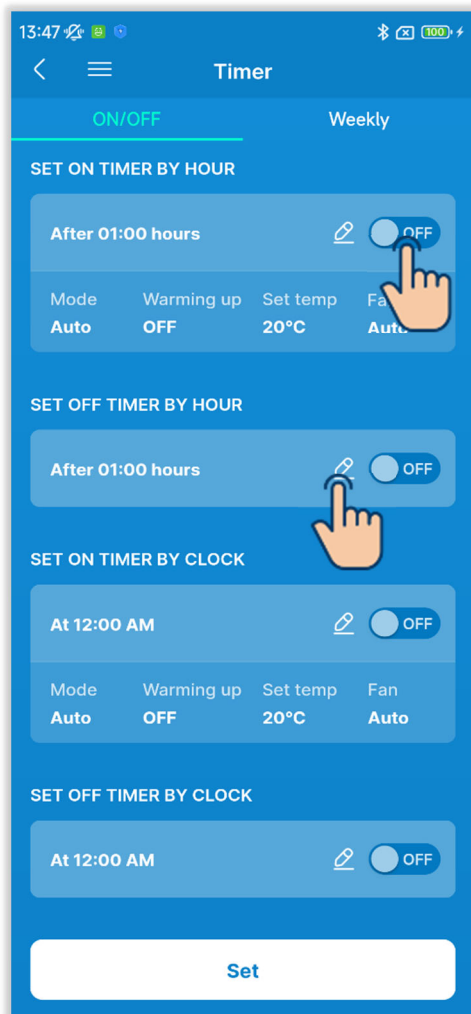 13:47 100
Timer
ON/OFF Weekly
SET ON TIMER BY HOUR
After 01:00 hours OFF
Mode Warming up Set temp
Auto OFF 20°C Auto
SET OFF TIMER BY HOUR
After 01:00 hours OFF
SET ON TIMER BY CLOCK
At 12:00 AM OFF
Mode Warming up Set temp Fan
Auto OFF 20°C Auto
SET OFF TIMER BY CLOCK
At 12:00 AM OFF
Set